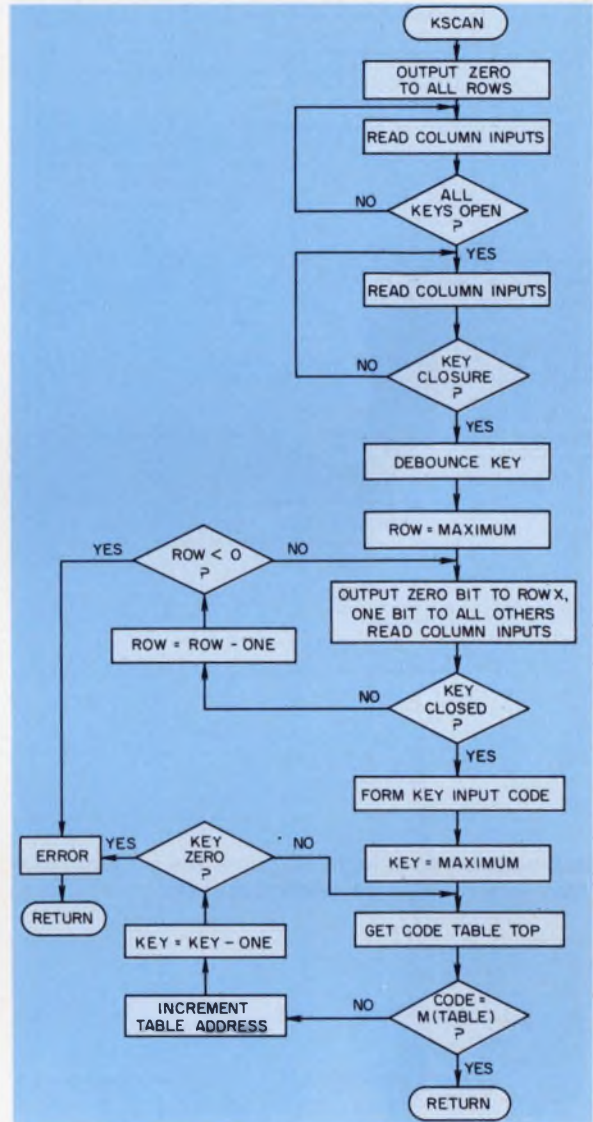 KSCAN
OUTPUT ZERO
TO ALL ROWS
READ COLUMN INPUTS
ALL
KEYS OPEN
?
NO
YES
READ COLUMN INPUTS
KEY
CLOSURE
?
NO
YES
DEBOUNCE KEY
ROW = MAXIMUM
ROW < 0
?
YES
NO
OUTPUT ZERO BIT TO ROW X,
ONE BIT TO ALL OTHERS
READ COLUMN INPUTS
ROW = ROW - ONE
KEY
CLOSED
?
NO
YES
FORM KEY INPUT CODE
KEY = MAXIMUM
KEY
ZERO
?
YES
NO
ERROR
RETURN
GET CODE TABLE TOP
KEY = KEY - ONE
INCREMENT
TABLE ADDRESS
CODE =
M(TABLE)
?
NO
YES
RETURN